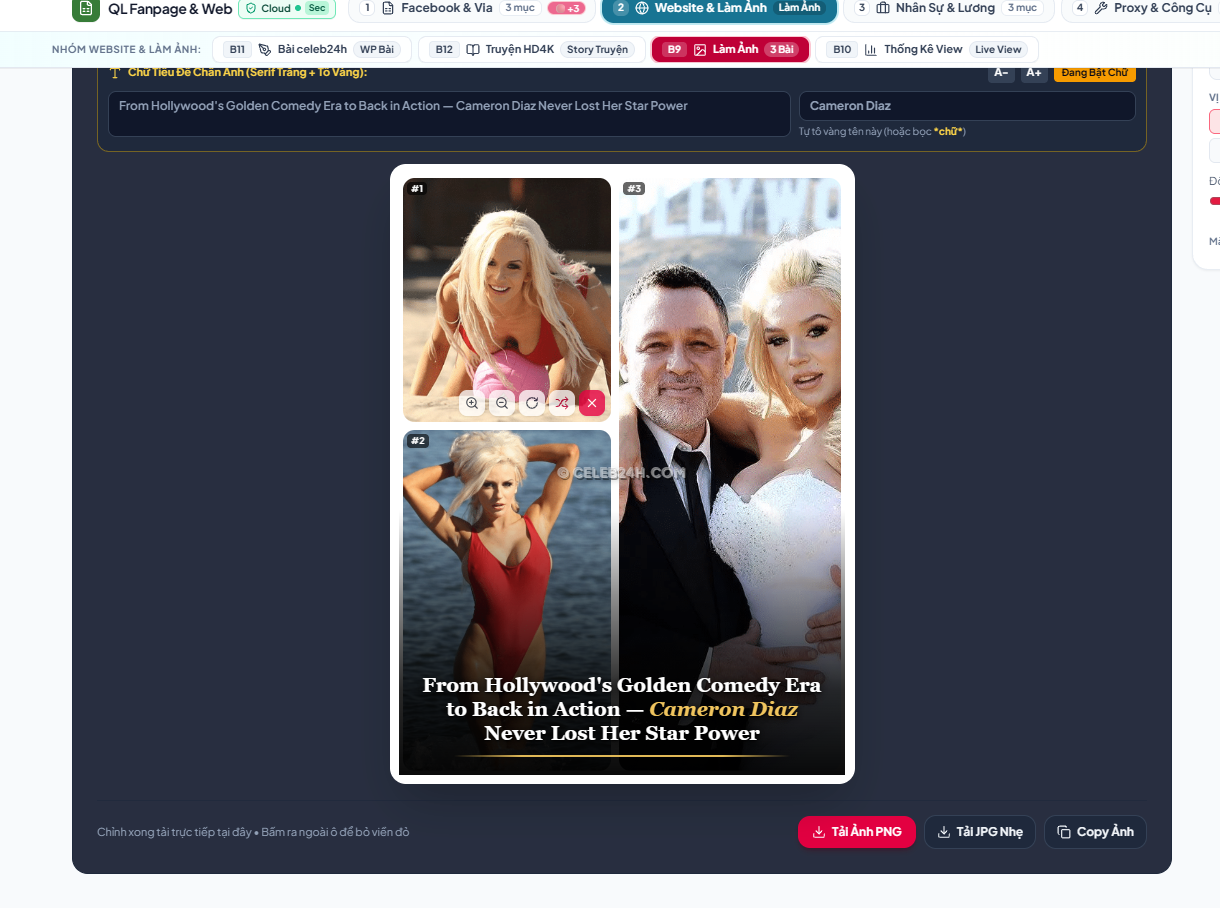 QL Fanpage & Web
Cloud • Sec
1 Facebook & Via 3 mục +3
2 Website & Làm Ảnh Làm Ảnh
3 Nhân Sự & Lương 3 mục
4 Proxy & Công Cụ
NHÓM WEBSITE & LÀM ẢNH:
B11 Bài celeb24h WP Bài
B12 Truyện HD4K Story Truyện
B9 Làm Ảnh 3 Bài
B10 Thống Kê View Live View
Chữ Tiêu Đề Chân Ảnh (Serif Trắng + Tô Vàng):
A- A+ Đang Bật Chữ
From Hollywood's Golden Comedy Era to Back in Action — Cameron Diaz Never Lost Her Star Power
Cameron Diaz
Tự tô vàng tên này (hoặc bọc *chữ*)
#1
#3
#2
© CELEB24H.COM
From Hollywood's Golden Comedy Era
to Back in Action — Cameron Diaz
Never Lost Her Star Power
Chỉnh xong tải trực tiếp tại đây • Bấm ra ngoài ô để bỏ viền đỏ
Tải Ảnh PNG
Tải JPG Nhẹ
Copy Ảnh